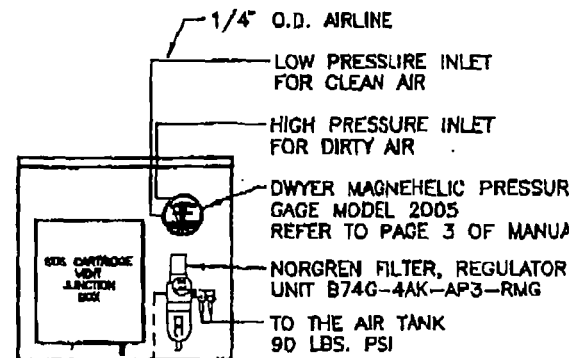 1/4" O.D. AIRLINE
LOW PRESSURE INLET
FOR CLEAN AIR
HIGH PRESSURE INLET
FOR DIRTY AIR
DWYER MAGNEHELIC PRESSUR
GAGE MODEL 2005
REFER TO PAGE 3 OF MANUA
NORGREN FILTER, REGULATOR
UNIT B74G-4AK-AP3-RMG
TO THE AIR TANK
90 LBS. PSI
CARTRIDGE
JUNCTION
BOX